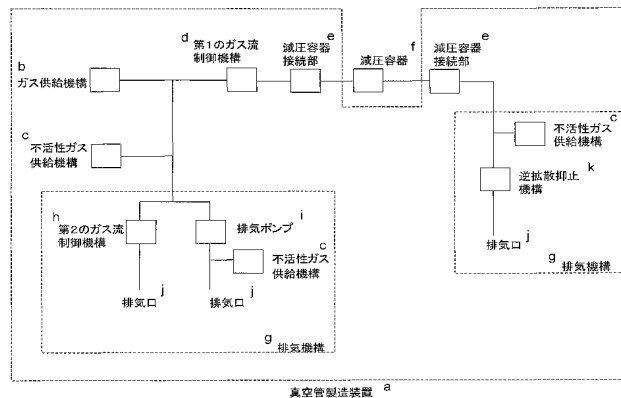 d
第1のガス流
制御機構
e
減圧容器
接続部
f
減圧容器
e
減圧容器
接続部
b
ガス供給機構
c
不活性ガス
供給機構
c
不活性ガス
供給機構
k
逆拡散抑止
機構
排気口
j
g
排気機構
h
第2のガス流
制御機構
i
排気ポンプ
c
不活性ガス
供給機構
排気口
j
排気口
j
g
排気機構
真空管製造装置
a